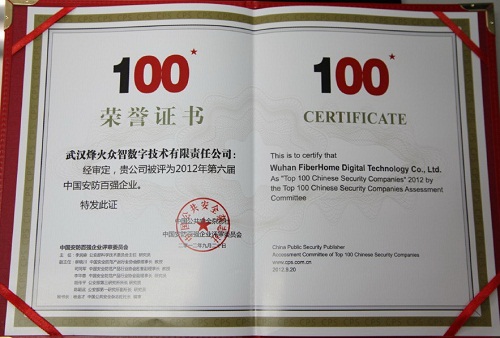 100
荣誉证书
武汉烽火众智数字技术有限责任公司：
经审定，贵公司被评为2012年第六届
中国安防百强企业。
特发此证
中国公共安全杂志社
中国安防百强企业评审委员会
二〇一二年九月二十日
中国安防百强企业评审委员会
100
CERTIFICATE
This is to certify that
Wuhan FiberHome Digital Technology Co., Ltd
As "Top 100 Chinese Security Companies" 2012 by
the Top 100 Chinese Security Companies Assessment
Committee
China Public Security Publisher
Assessment Committee of Top 100 Chinese Security Companies
www.cps.com.cn
2012.9.20